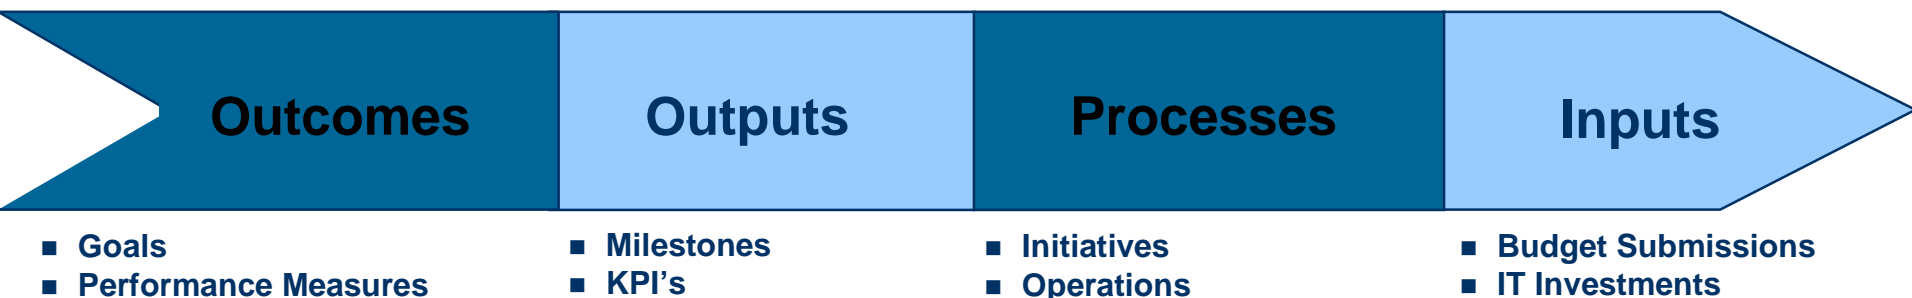 Outcomes
Outputs
Processes
Inputs
■ Goals
■ Performance Measures
■ Milestones
■ KPI’s
■ Initiatives
■ Operations
■ Budget Submissions
■ IT Investments